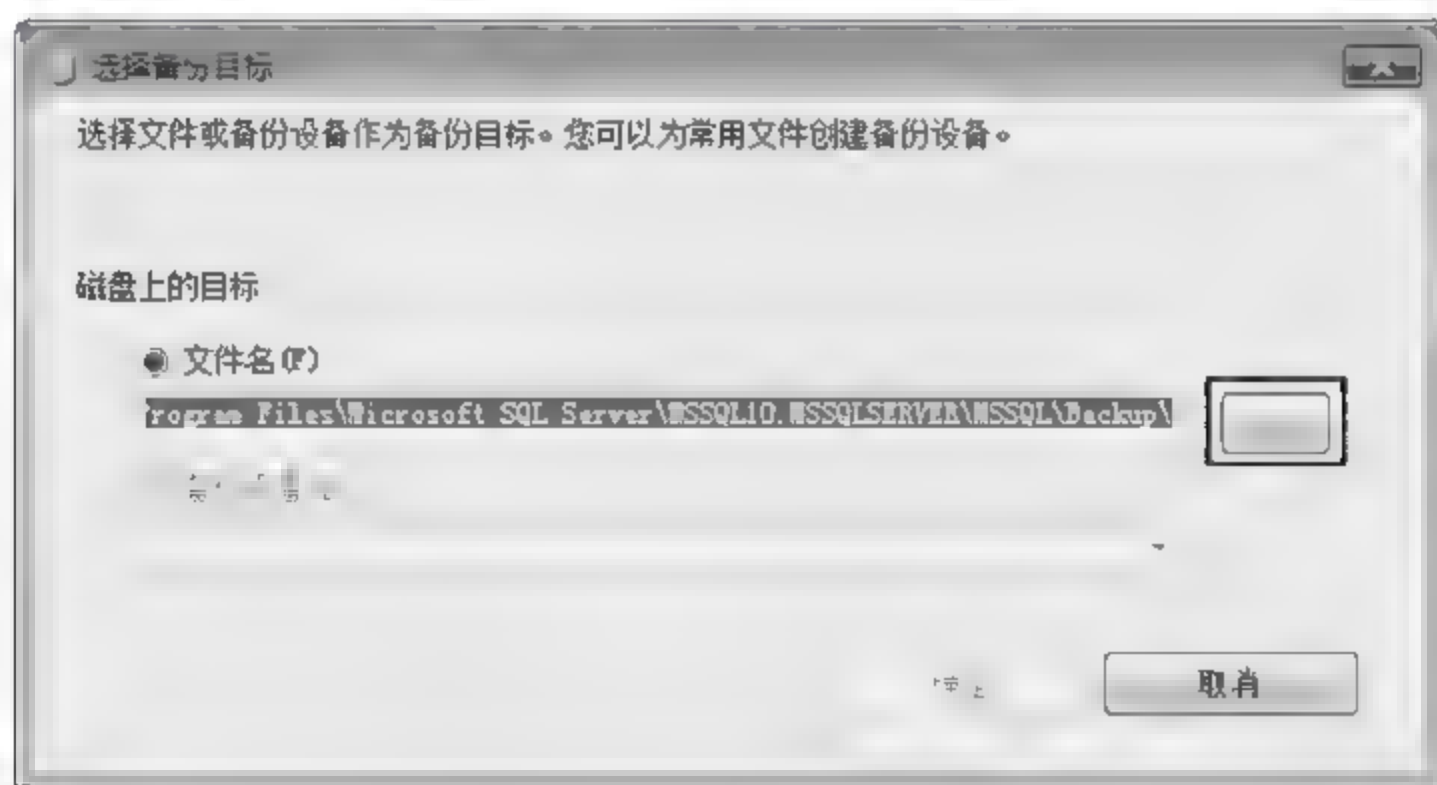 选择备份目标
选择文件或备份设备作为备份目标。您可以为常用文件创建备份设备。
磁盘上的目标
文件名(F)
rogram Files\Microsoft SQL Server\MSSQL10.MSSQLSERVER\MSSQL\Backup\
取消